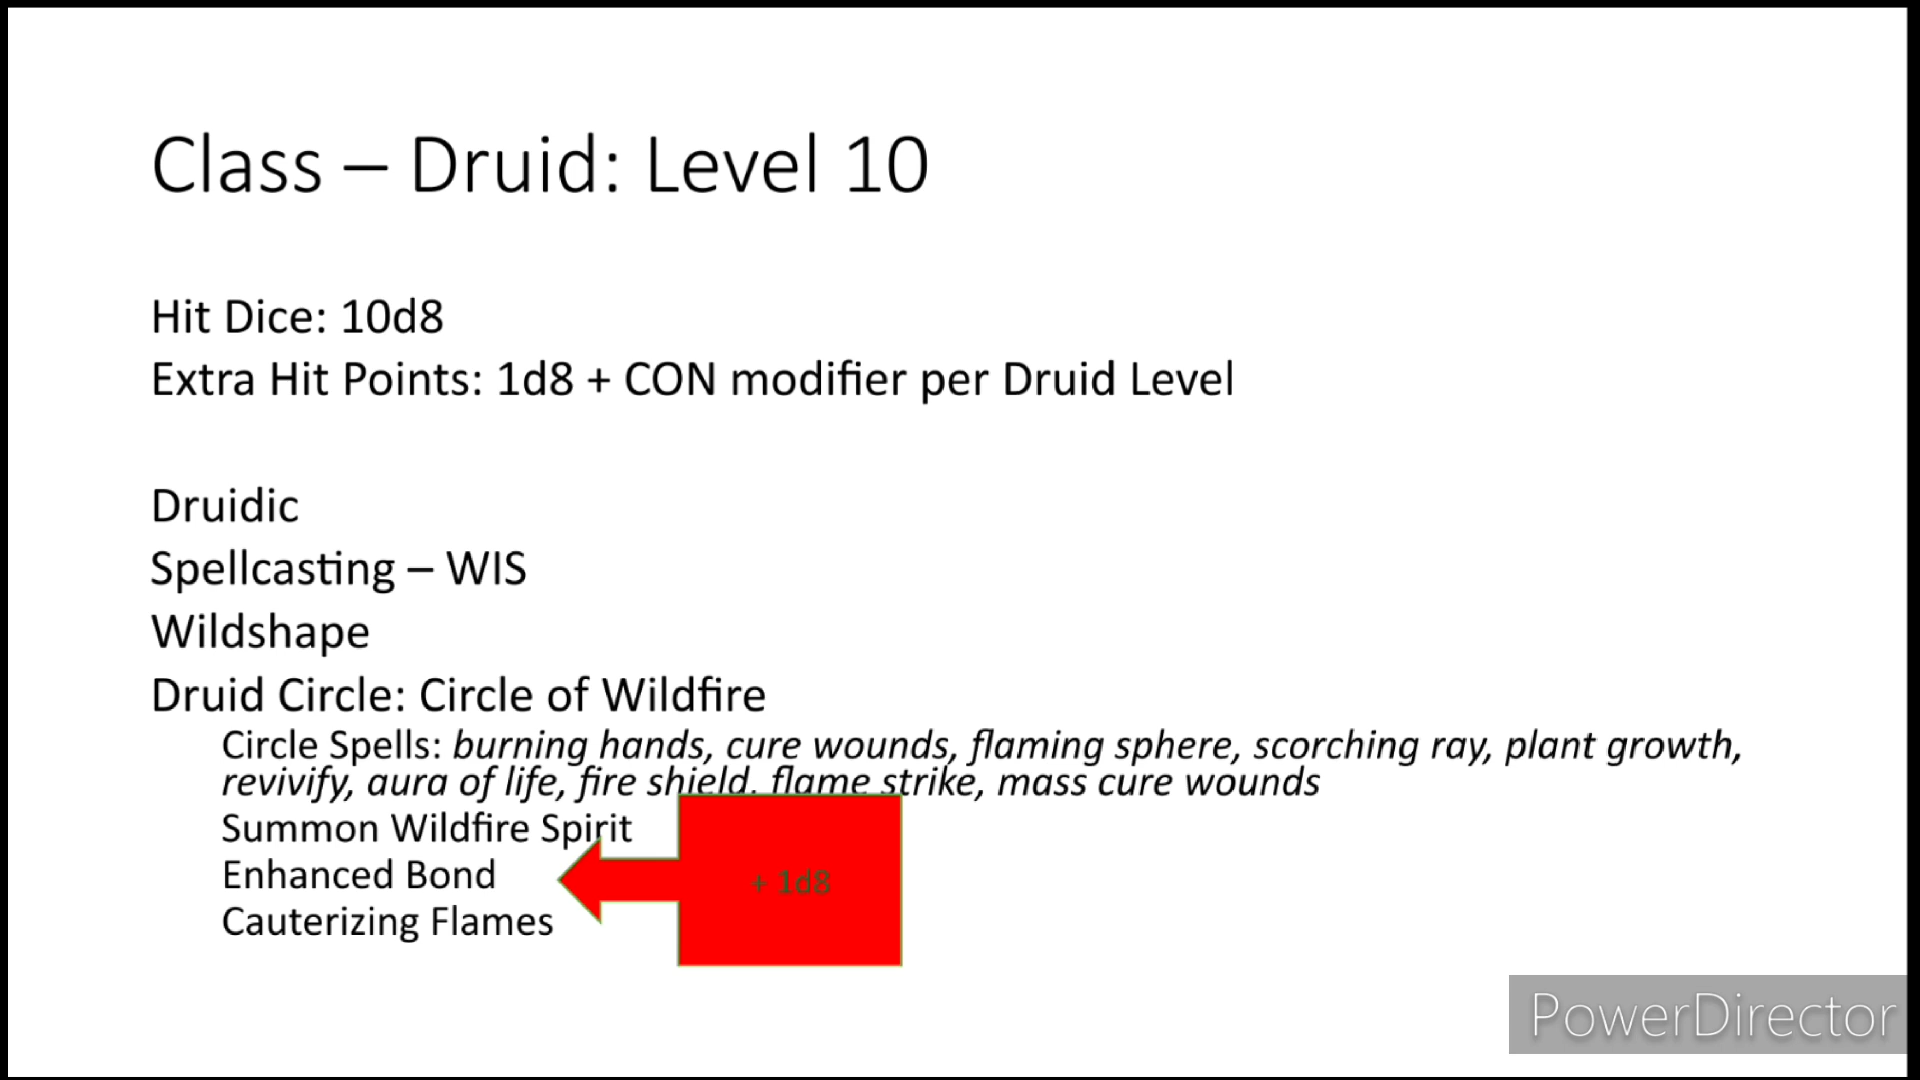 Class – Druid: Level 10
Hit Dice: 10d8
Extra Hit Points: 1d8 + CON modifier per Druid Level
Druidic
Spellcasting – WIS
Wildshape
Druid Circle: Circle of Wildfire
Circle Spells: burning hands, cure wounds, flaming sphere, scorching ray, plant growth,
revivify, aura of life, fire shield, flame strike, mass cure wounds
Summon Wildfire Spirit
Enhanced Bond
+ 1d8
Cauterizing Flames
PowerDirector